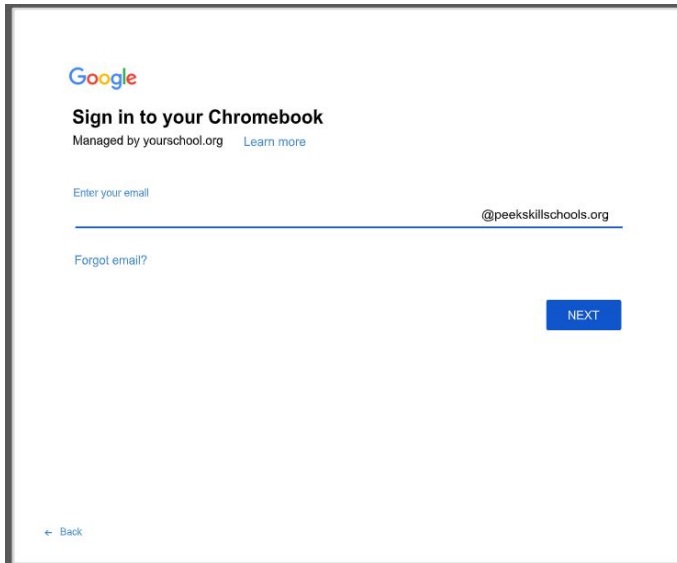 Google
Sign in to your Chromebook
Managed by yourschool.org Learn more
Enter your email
@peekskillschools.org
Forgot email?
NEXT
← Back